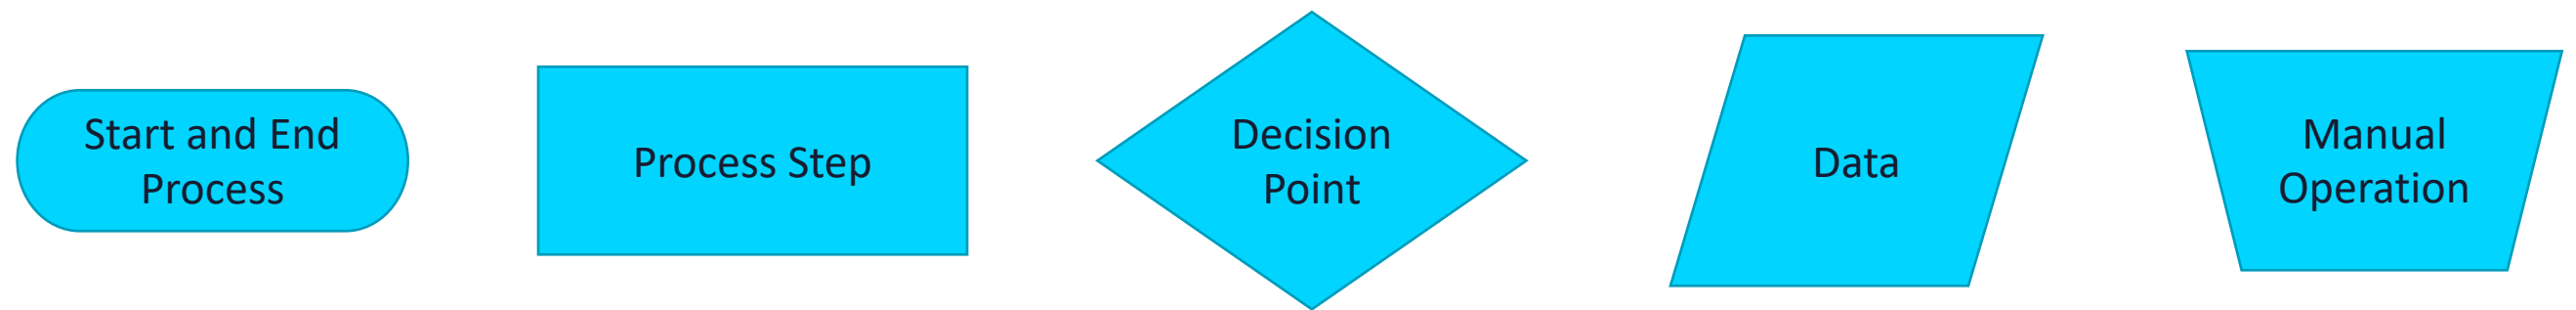 Start and End
Process
Process Step
Decision
Point
Data
Manual
Operation